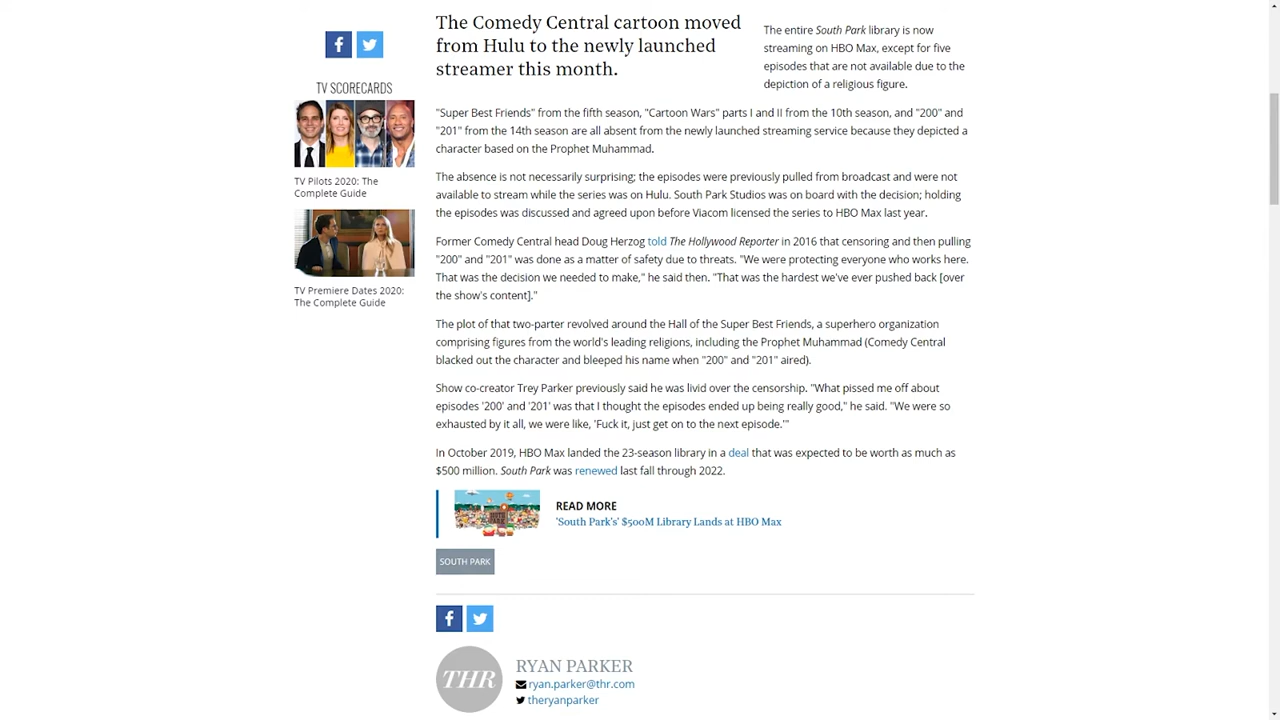 The Comedy Central cartoon moved
from Hulu to the newly launched
streamer this month.
The entire South Park library is now
streaming on HBO Max, except for five
episodes that are not available due to the
depiction of a religious figure.
TV SCORECARDS
TV Pilots 2020: The
Complete Guide
TV Premiere Dates 2020:
The Complete Guide
"Super Best Friends" from the fifth season, "Cartoon Wars" parts I and II from the 10th season, and "200" and
"201" from the 14th season are all absent from the newly launched streaming service because they depicted a
character based on the Prophet Muhammad.
The absence is not necessarily surprising; the episodes were previously pulled from broadcast and were not
available to stream while the series was on Hulu. South Park Studios was on board with the decision; holding
the episodes was discussed and agreed upon before Viacom licensed the series to HBO Max last year.
Former Comedy Central head Doug Herzog told The Hollywood Reporter in 2016 that censoring and then pulling
"200" and "201" was done as a matter of safety due to threats. "We were protecting everyone who works here.
That was the decision we needed to make," he said then. "That was the hardest we've ever pushed back [over
the show's content]."
The plot of that two-parter revolved around the Hall of the Super Best Friends, a superhero organization
comprising figures from the world's leading religions, including the Prophet Muhammad (Comedy Central
blacked out the character and bleeped his name when "200" and "201" aired).
Show co-creator Trey Parker previously said he was livid over the censorship. "What pissed me off about
episodes '200' and '201' was that I thought the episodes ended up being really good," he said. "We were so
exhausted by it all, we were like, 'Fuck it, just get on to the next episode.'"
In October 2019, HBO Max landed the 23-season library in a deal that was expected to be worth as much as
$500 million. South Park was renewed last fall through 2022.
READ MORE
'South Park's' $500M Library Lands at HBO Max
SOUTH PARK
THR
RYAN PARKER
ryan.parker@thr.com
theryanparker